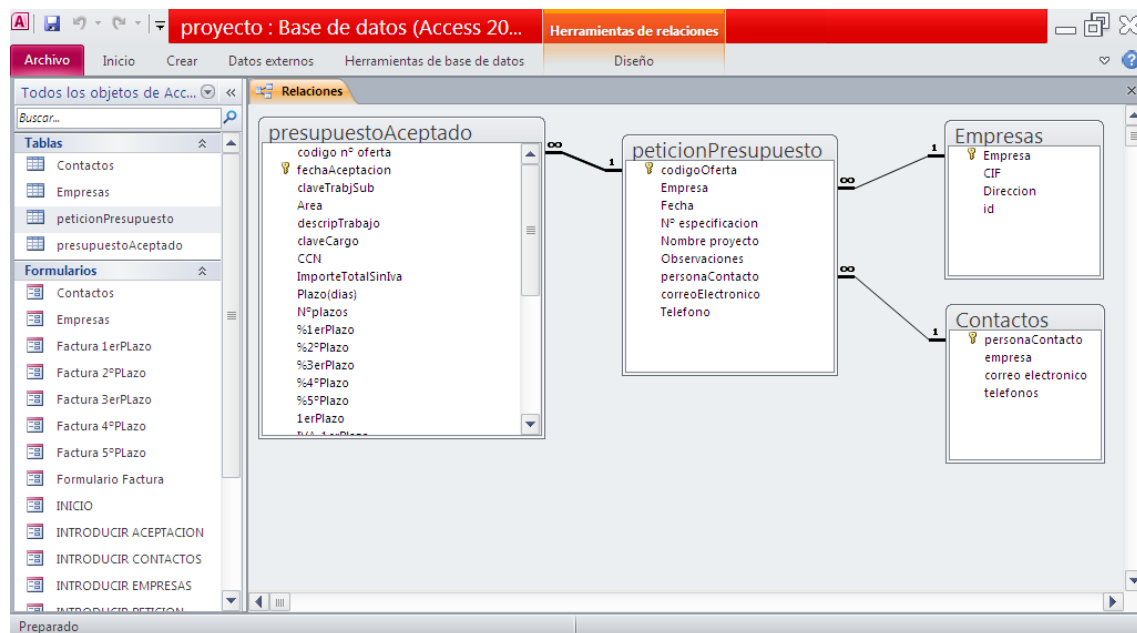 proyecto : Base de datos (Access 20...
Herramientas de relaciones
Archivo
Inicio
Crear
Datos externos
Herramientas de base de datos
Diseño
Todos los objetos de Acc...
Buscar...
Tablas
Contactos
Empresas
peticionPresupuesto
presupuestoAceptado
Formularios
Contactos
Empresas
Factura 1erPLazo
Factura 2ºPLazo
Factura 3erPLazo
Factura 4ºPLazo
Factura 5ºPLazo
Formulario Factura
INICIO
INTRODUCIR ACEPTACION
INTRODUCIR CONTACTOS
INTRODUCIR EMPRESAS
INTRODUCIR PETICION
Relaciones
presupuestoAceptado
codigo nº oferta
fechaAceptacion
claveTrabjSub
Area
descripTrabajo
claveCargo
CCN
ImporteTotalSinIva
Plazo(dias)
Nºplazos
%1erPlazo
%2ºPlazo
%3erPlazo
%4ºPlazo
%5ºPlazo
1erPlazo
IVA 1erPlazo
∞
1
peticionPresupuesto
codigoOferta
Empresa
Fecha
Nº especificacion
Nombre proyecto
Observaciones
personaContacto
correoElectronico
Telefono
∞
1
∞
1
Empresas
Empresa
CIF
Direccion
id
Contactos
personaContacto
empresa
correo electronico
telefonos
Preparado